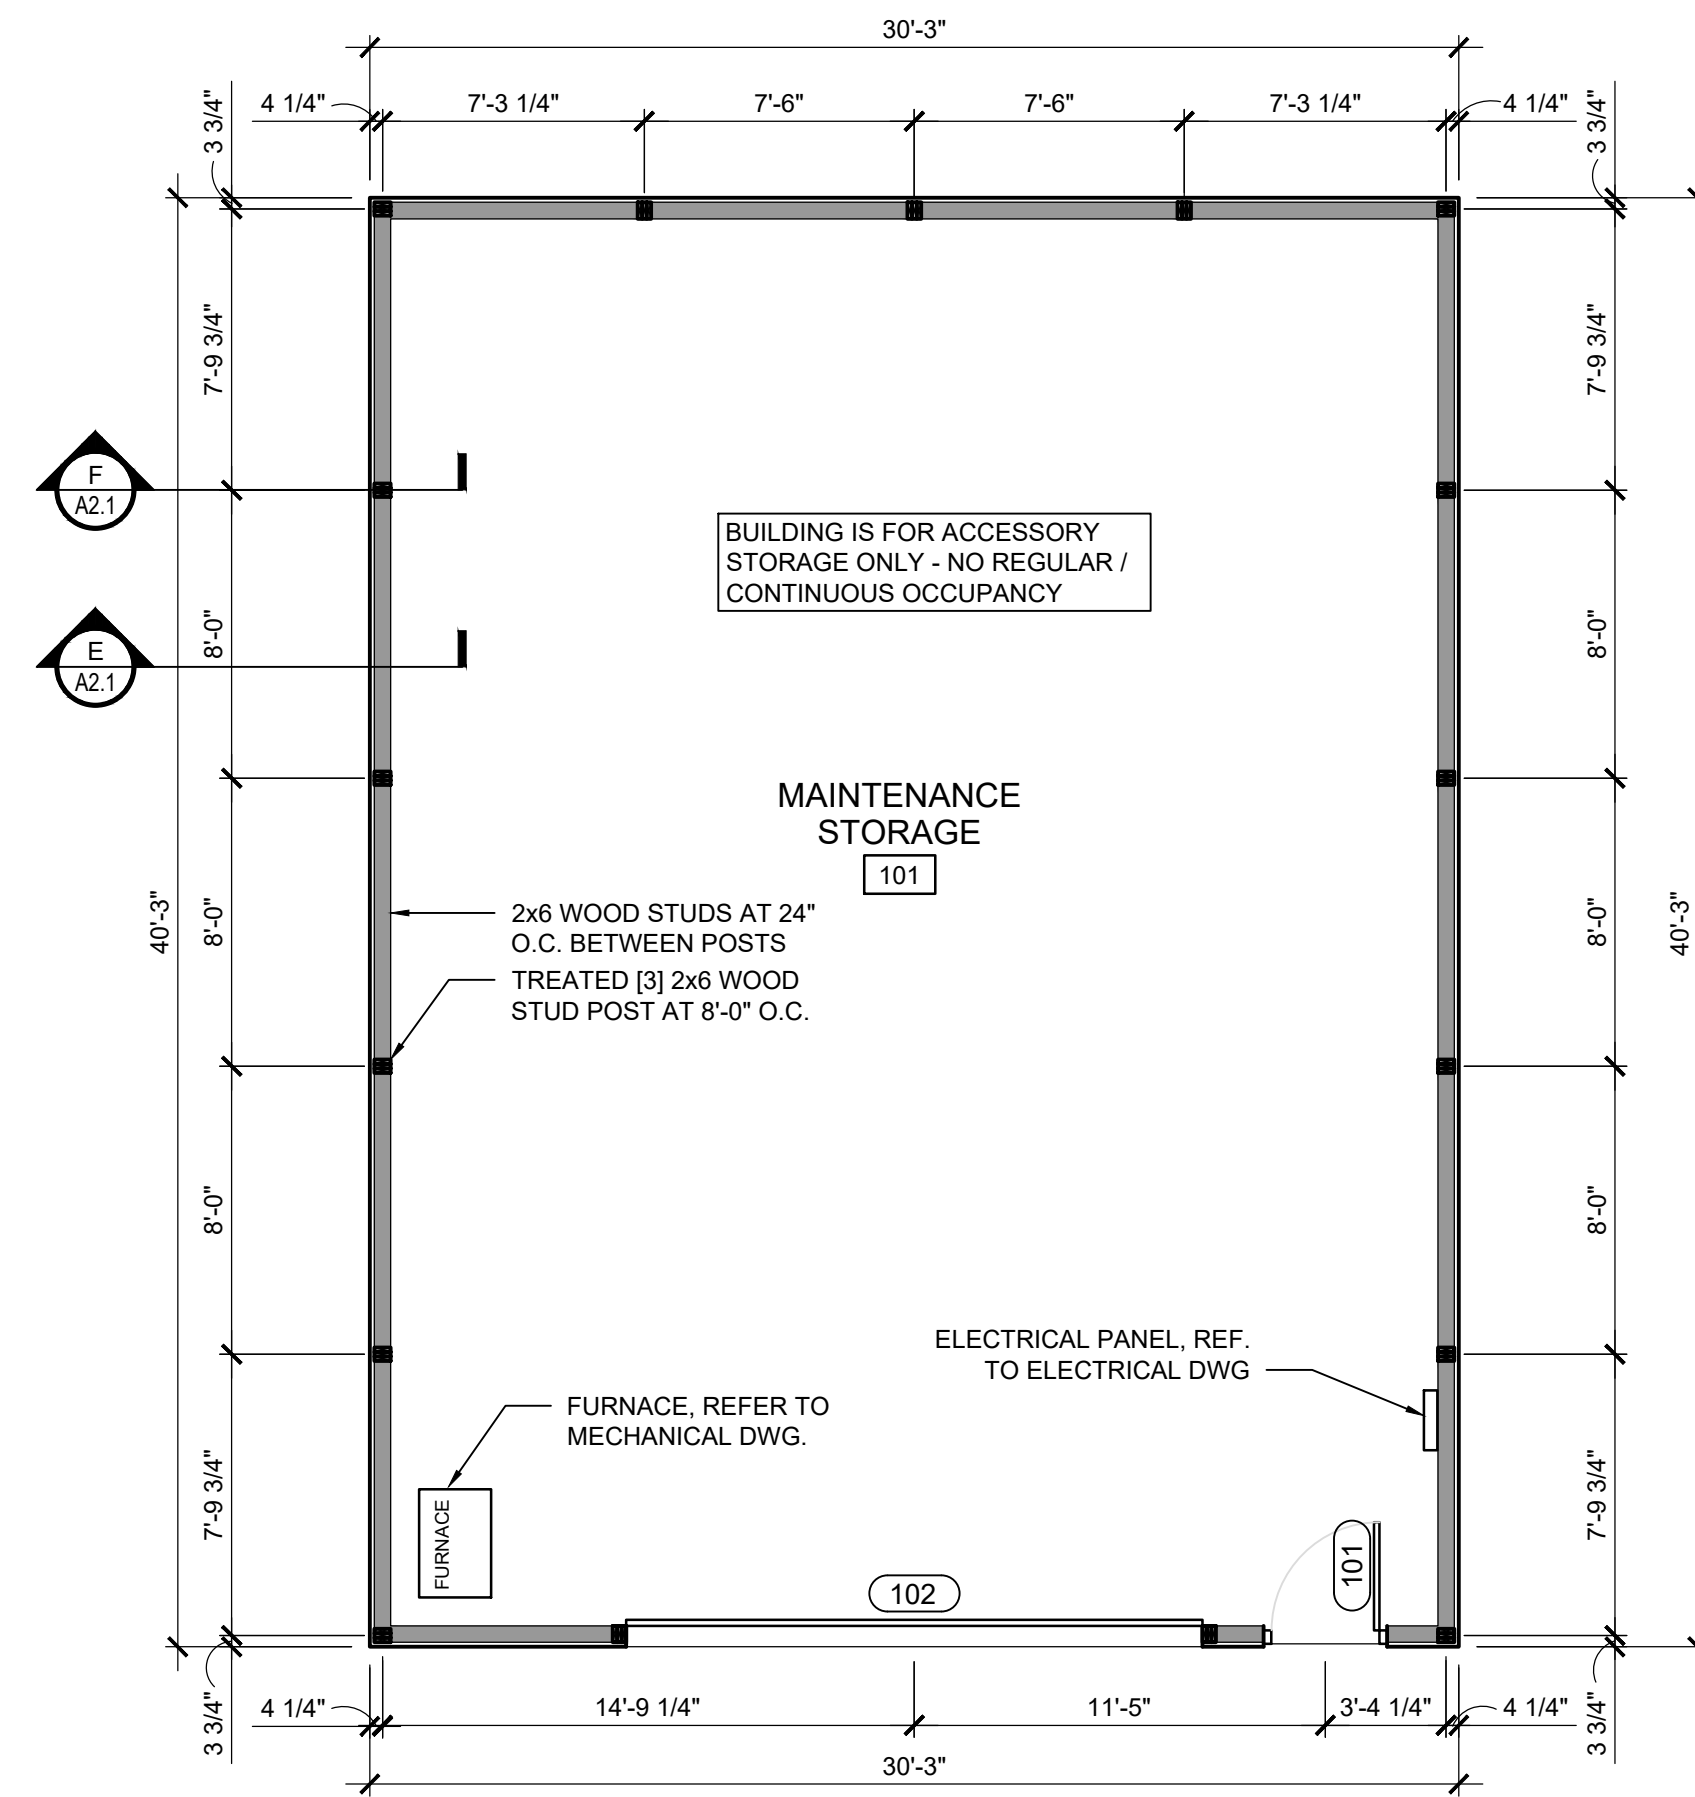 30'-3"
4 1/4" 7'-3 1/4" 7'-6" 7'-6" 7'-3 1/4" 4 1/4"
3 3/4"
3 3/4"
7'-9 3/4"
7'-9 3/4"
F
A2.1
BUILDING IS FOR ACCESSORY
STORAGE ONLY - NO REGULAR /
CONTINUOUS OCCUPANCY
8'-0"
8'-0"
E
A2.1
MAINTENANCE
STORAGE
101
40'-3"
8'-0"
8'-0"
40'-3"
2x6 WOOD STUDS AT 24"
O.C. BETWEEN POSTS
TREATED [3] 2x6 WOOD
STUD POST AT 8'-0" O.C.
8'-0"
8'-0"
ELECTRICAL PANEL, REF.
TO ELECTRICAL DWG
FURNACE, REFER TO
MECHANICAL DWG.
7'-9 3/4"
7'-9 3/4"
FURNACE
101
102
3 3/4"
3 3/4"
4 1/4" 14'-9 1/4" 11'-5" 3'-4 1/4" 4 1/4"
30'-3"